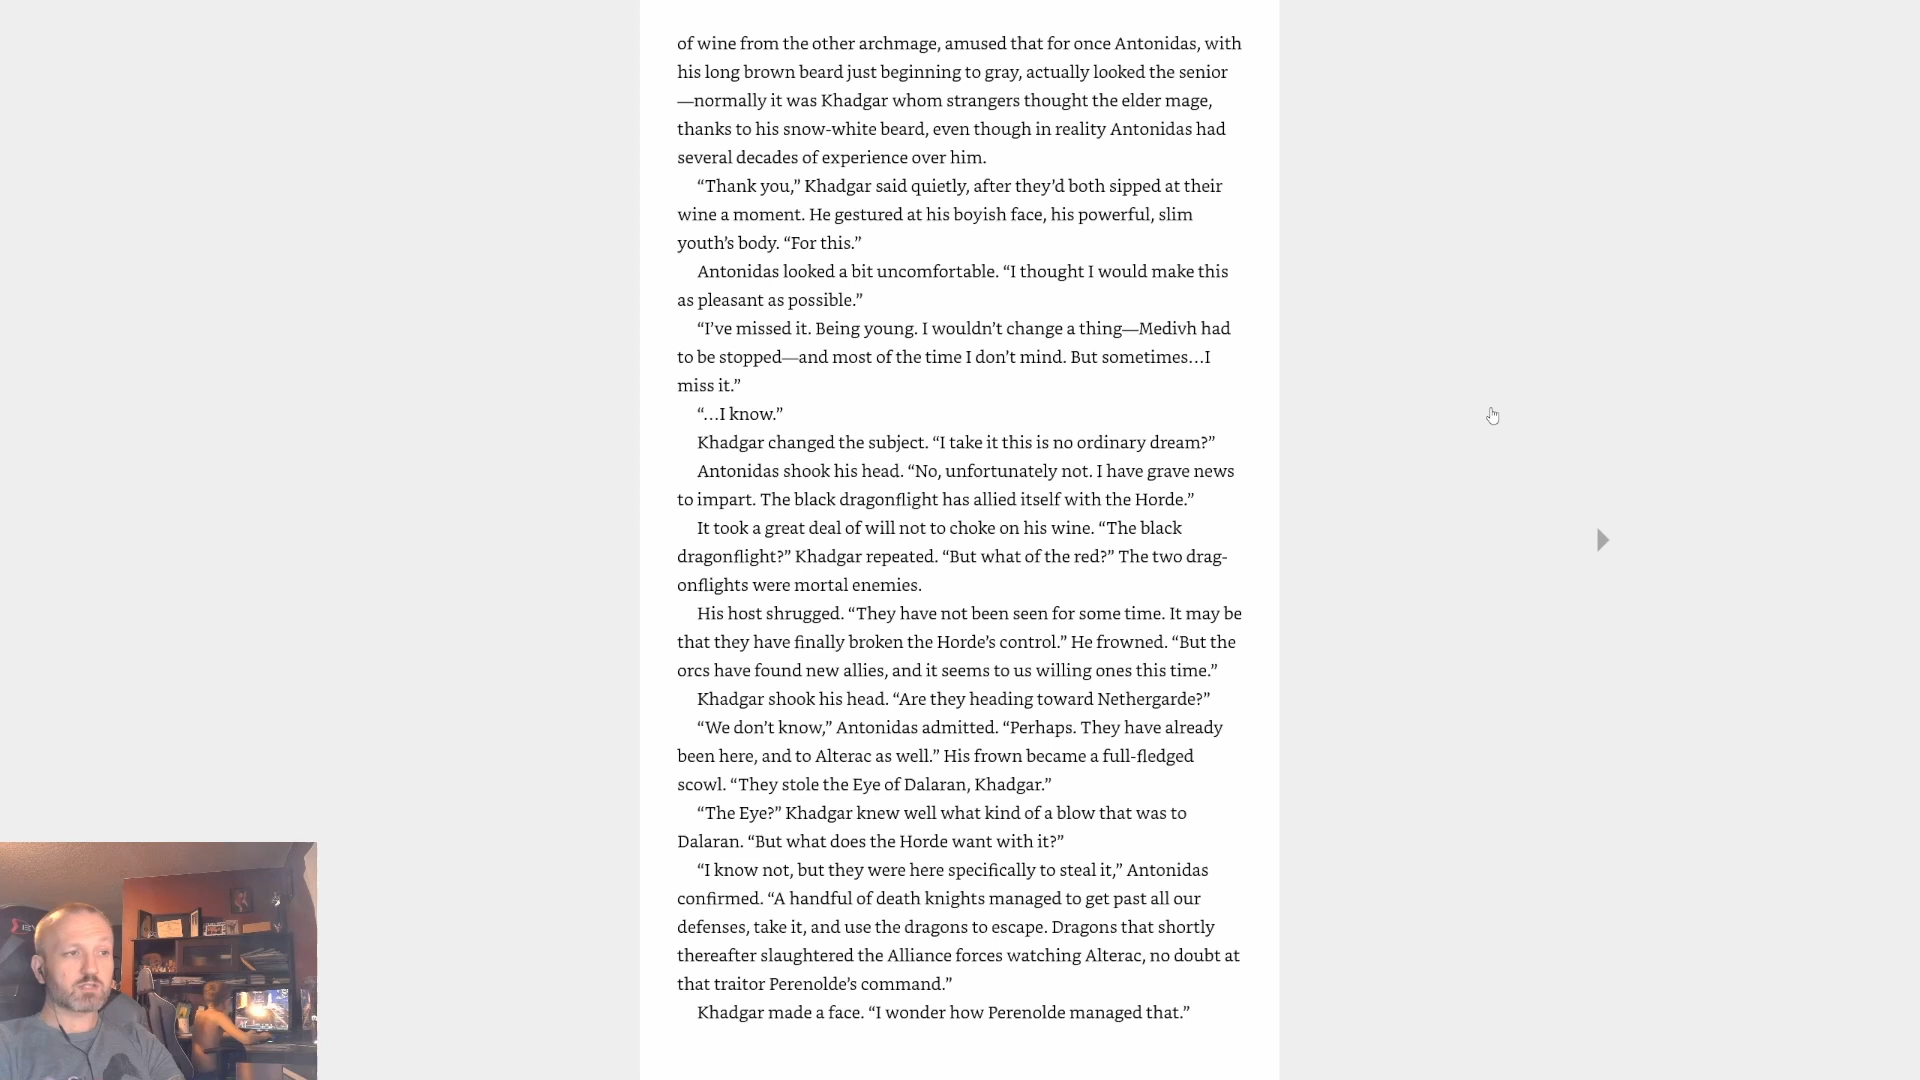 of wine from the other archmage, amused that for once Antonidas, with
his long brown beard just beginning to gray, actually looked the senior
—normally it was Khadgar whom strangers thought the elder mage,
thanks to his snow-white beard, even though in reality Antonidas had
several decades of experience over him.
“Thank you,” Khadgar said quietly, after they’d both sipped at their
wine a moment. He gestured at his boyish face, his powerful, slim
youth’s body. “For this.”
Antonidas looked a bit uncomfortable. “I thought I would make this
as pleasant as possible.”
“I’ve missed it. Being young. I wouldn’t change a thing—Medivh had
to be stopped—and most of the time I don’t mind. But sometimes…I
miss it.”
“…I know.”
Khadgar changed the subject. “I take it this is no ordinary dream?”
Antonidas shook his head. “No, unfortunately not. I have grave news
to impart. The black dragonflight has allied itself with the Horde.”
It took a great deal of will not to choke on his wine. “The black
dragonflight?” Khadgar repeated. “But what of the red?” The two drag-
onflights were mortal enemies.
His host shrugged. “They have not been seen for some time. It may be
that they have finally broken the Horde’s control.” He frowned. “But the
orcs have found new allies, and it seems to us willing ones this time.”
Khadgar shook his head. “Are they heading toward Nethergarde?”
“We don’t know,” Antonidas admitted. “Perhaps. They have already
been here, and to Alterac as well.” His frown became a full-fledged
scowl. “They stole the Eye of Dalaran, Khadgar.”
“The Eye?” Khadgar knew well what kind of a blow that was to
Dalaran. “But what does the Horde want with it?”
“I know not, but they were here specifically to steal it,” Antonidas
confirmed. “A handful of death knights managed to get past all our
defenses, take it, and use the dragons to escape. Dragons that shortly
thereafter slaughtered the Alliance forces watching Alterac, no doubt at
that traitor Perenolde’s command.”
Khadgar made a face. “I wonder how Perenolde managed that.”